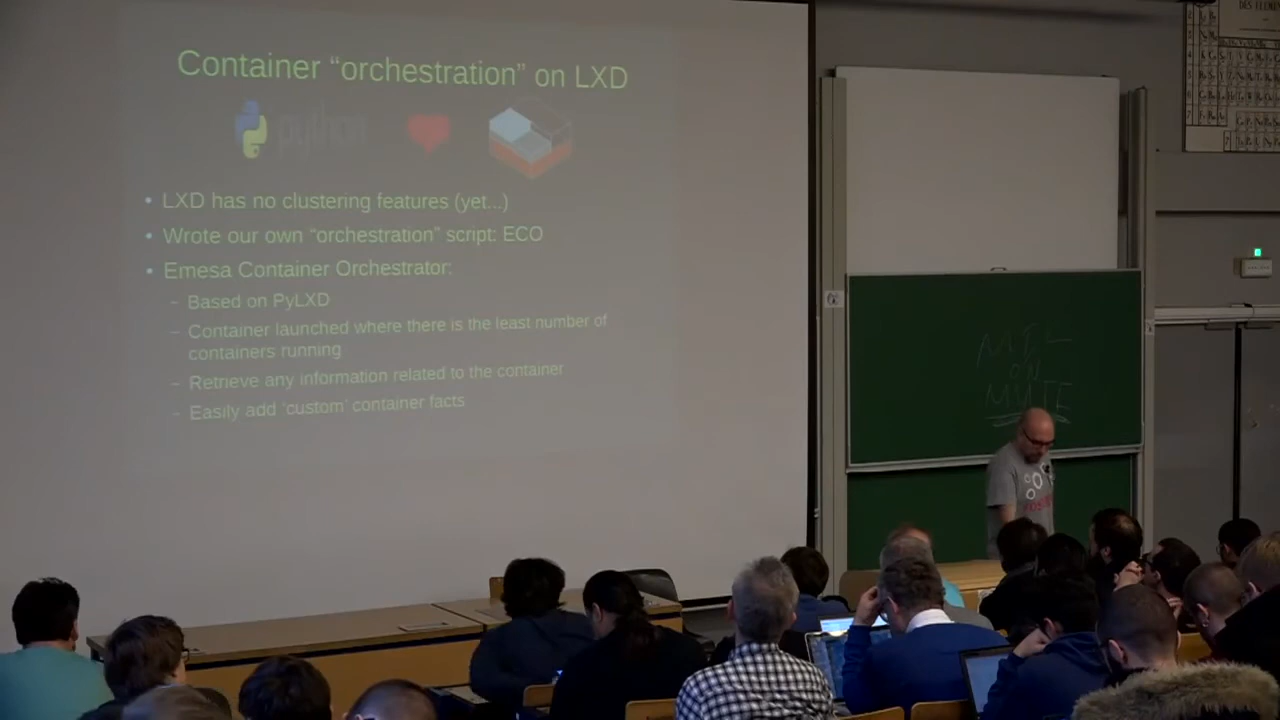 Container “orchestration” on LXD
python
• LXD has no clustering features (yet...)
• Wrote our own “orchestration” script: ECO
• Emesa Container Orchestrator:
– Based on PyLXD
– Container launched where there is the least number of
containers running
– Retrieve any information related to the container
– Easily add ‘custom’ container facts
ON
MUTE